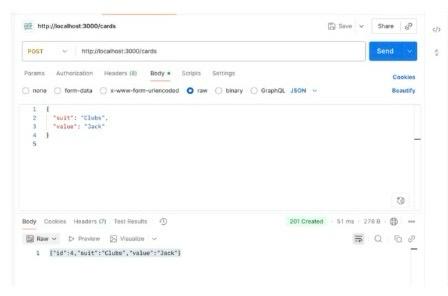 http://localhost:3000/cards
Save
Share
POST
http://localhost:3000/cards
Send
Params Authorization Headers (8) Body Scripts Settings
Cookies
none form-data x-www-form-urlencoded raw binary GraphQL JSON
Beautify
1 {
2 "suit": "Clubs",
3 "value": "Jack"
4 }
5
Body Cookies Headers (7) Test Results
201 Created 51 ms 276 B
Raw Preview Visualize
1 {"id":4,"suit":"Clubs","value":"Jack"}